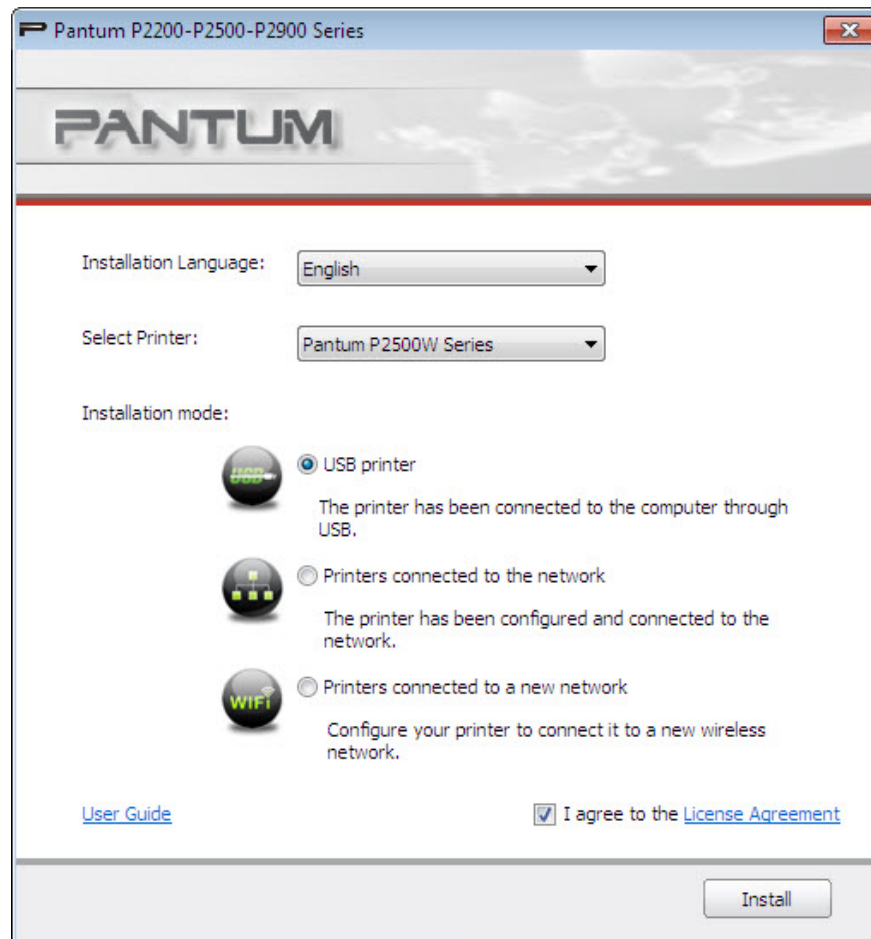 Pantum P2200-P2500-P2900 Series
PANTUM
Installation Language:
English
Select Printer:
Pantum P2500W Series
Installation mode:
USB
USB printer
The printer has been connected to the computer through
USB.
Printers connected to the network
The printer has been configured and connected to the
network.
WiFi
Printers connected to a new network
Configure your printer to connect it to a new wireless
network.
User Guide
I agree to the License Agreement
Install